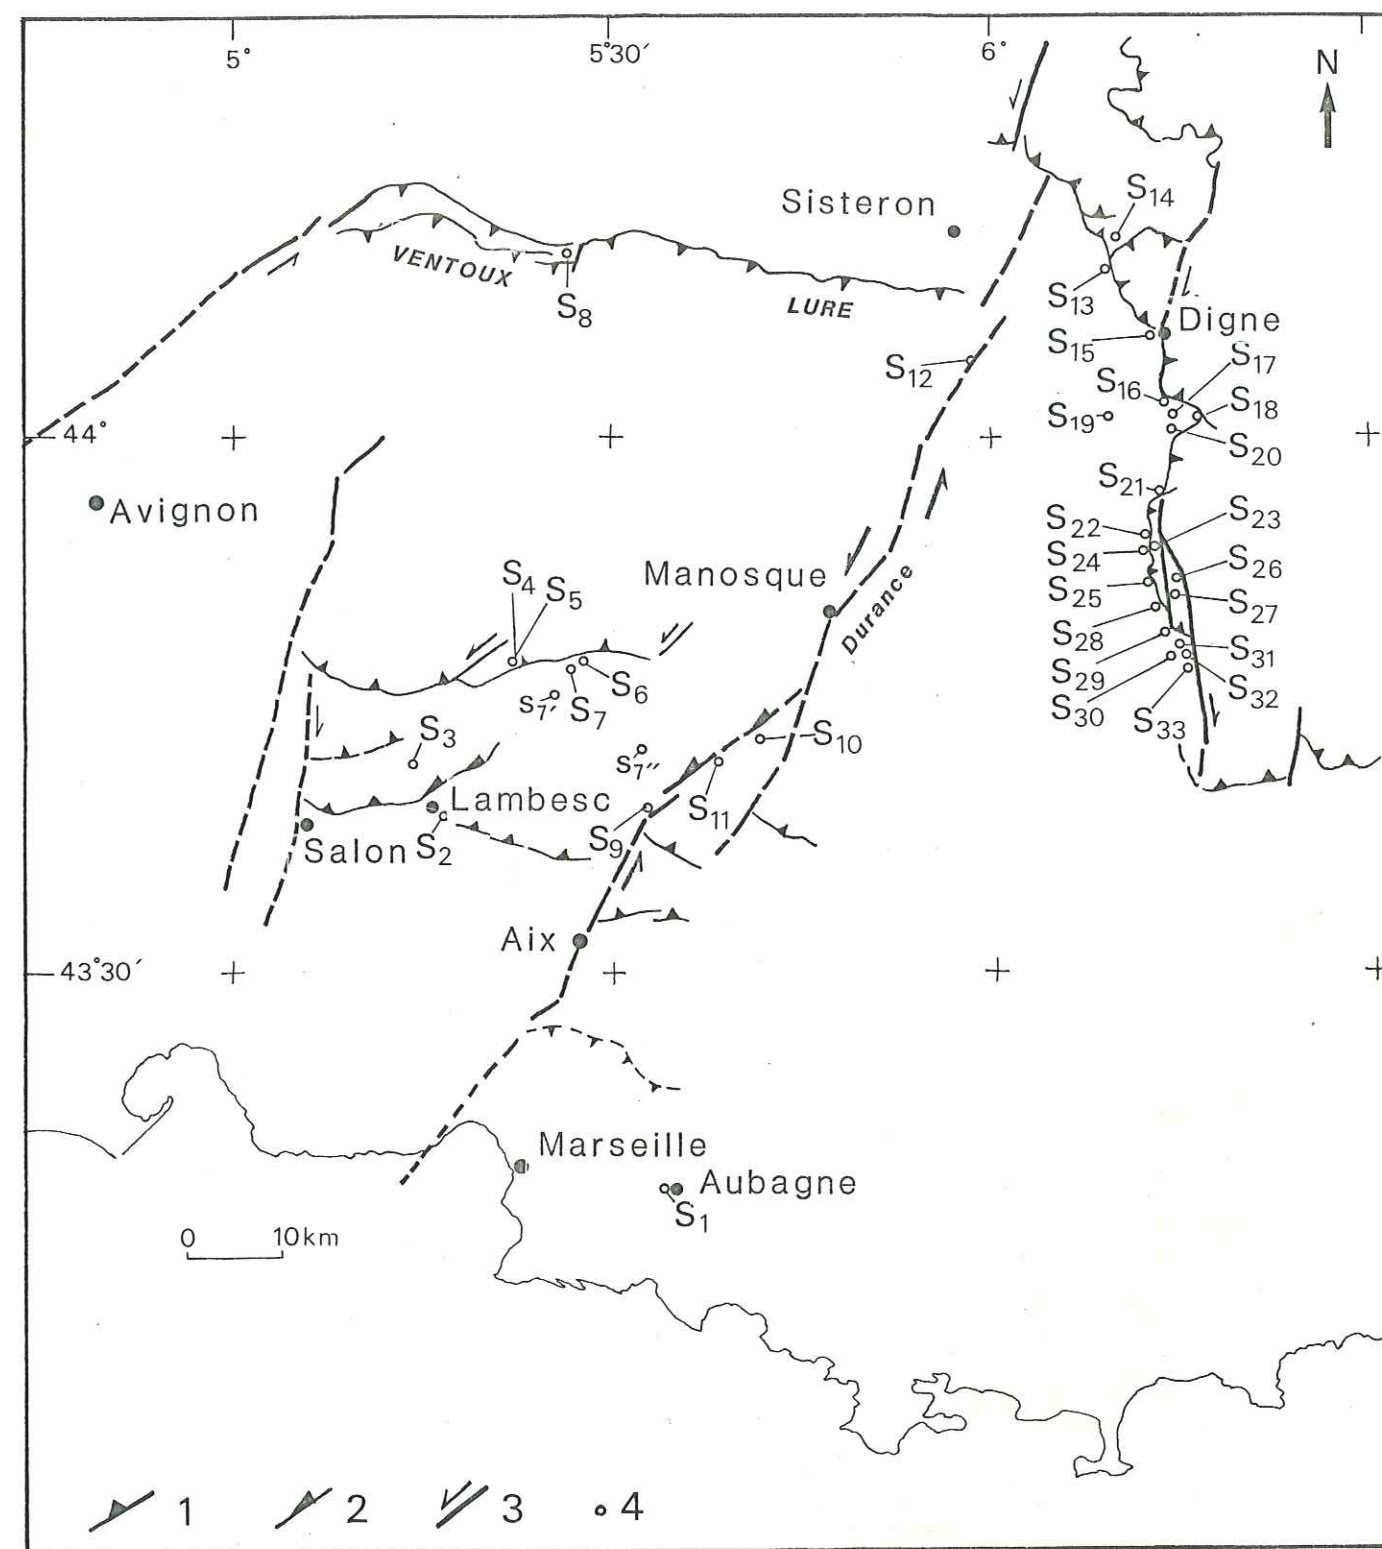 5°
5°30′
6°
N
Sisteron
S14
VENTOUX
LURE
S8
S13
Digne
S15
S17
S12
S16
S18
S19
44°
S20
Avignon
S21
S22
S23
S24
Manosque
S26
S25
S27
Durance
S4
S5
S28
S6
S29
S31
S7′
S7
S30
S32
S33
S3
S10
S7″
Lambesc
S11
Salon
S2
S9
Aix
43°30′
Marseille
Aubagne
S1
0 10km
1 2 3 4